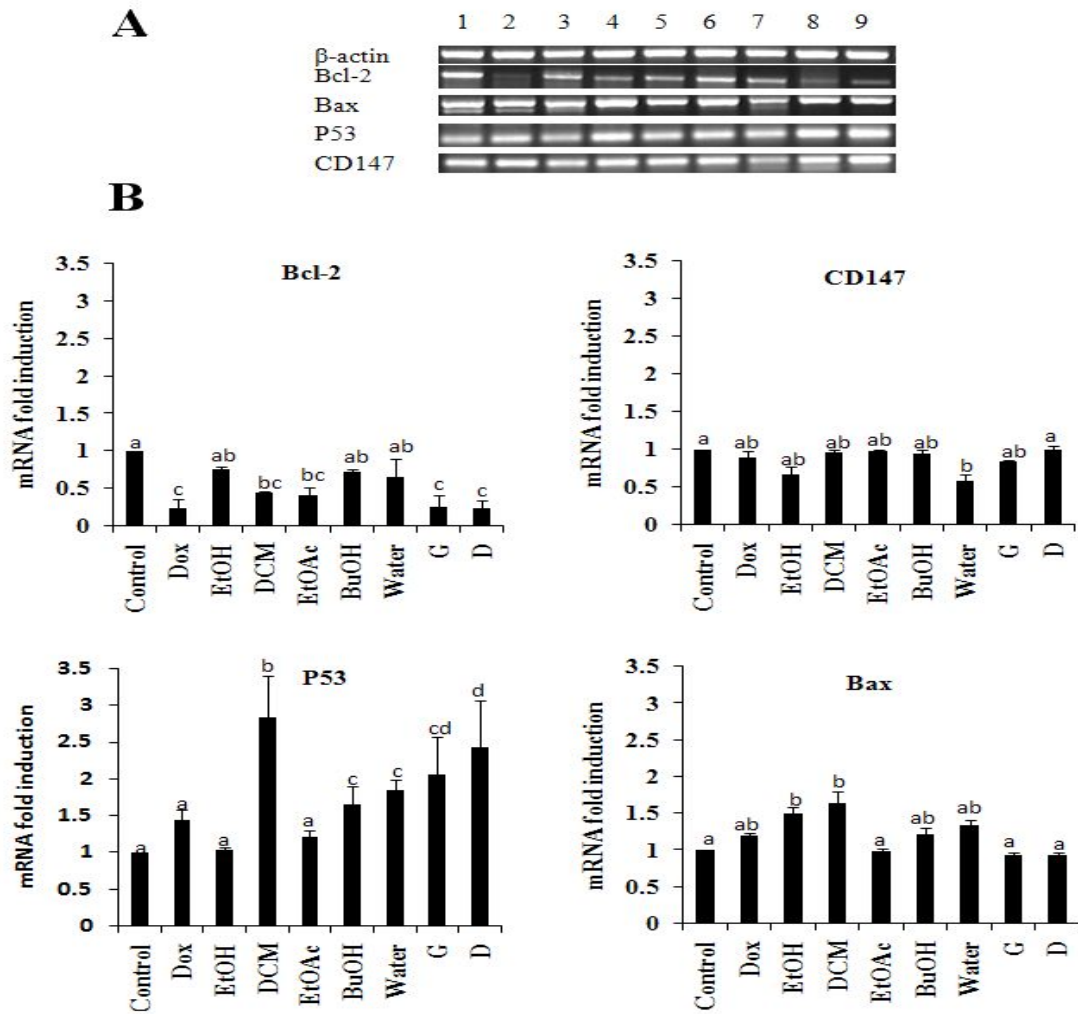 A
1 2 3 4 5 6 7 8 9
β-actin
Bcl-2
Bax
P53
CD147
B
Bcl-2
mRNA fold induction
3.5
3
2.5
2
1.5
1
0.5
0
a c ab bc bc ab ab c c
Control Dox EtOH DCM EtOAc BuOH Water G D
CD147
mRNA fold induction
3.5
3
2.5
2
1.5
1
0.5
0
a ab ab ab ab ab b ab a
Control Dox EtOH DCM EtOAc BuOH Water G D
P53
mRNA fold induction
3.5
3
2.5
2
1.5
1
0.5
0
a a a b a c c cd d
Control Dox EtOH DCM EtOAc BuOH Water G D
Bax
mRNA fold induction
3.5
3
2.5
2
1.5
1
0.5
0
a ab b b a ab ab a a
Control Dox EtOH DCM EtOAc BuOH Water G D